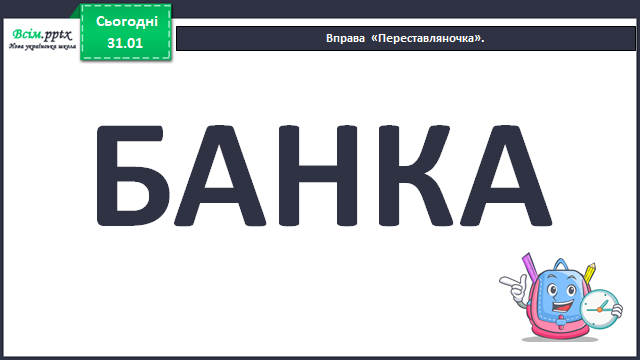 Всім.pptx
Нова українська школа
Сьогодні
31.01
Вправа «Переставляночка».
БАНКА